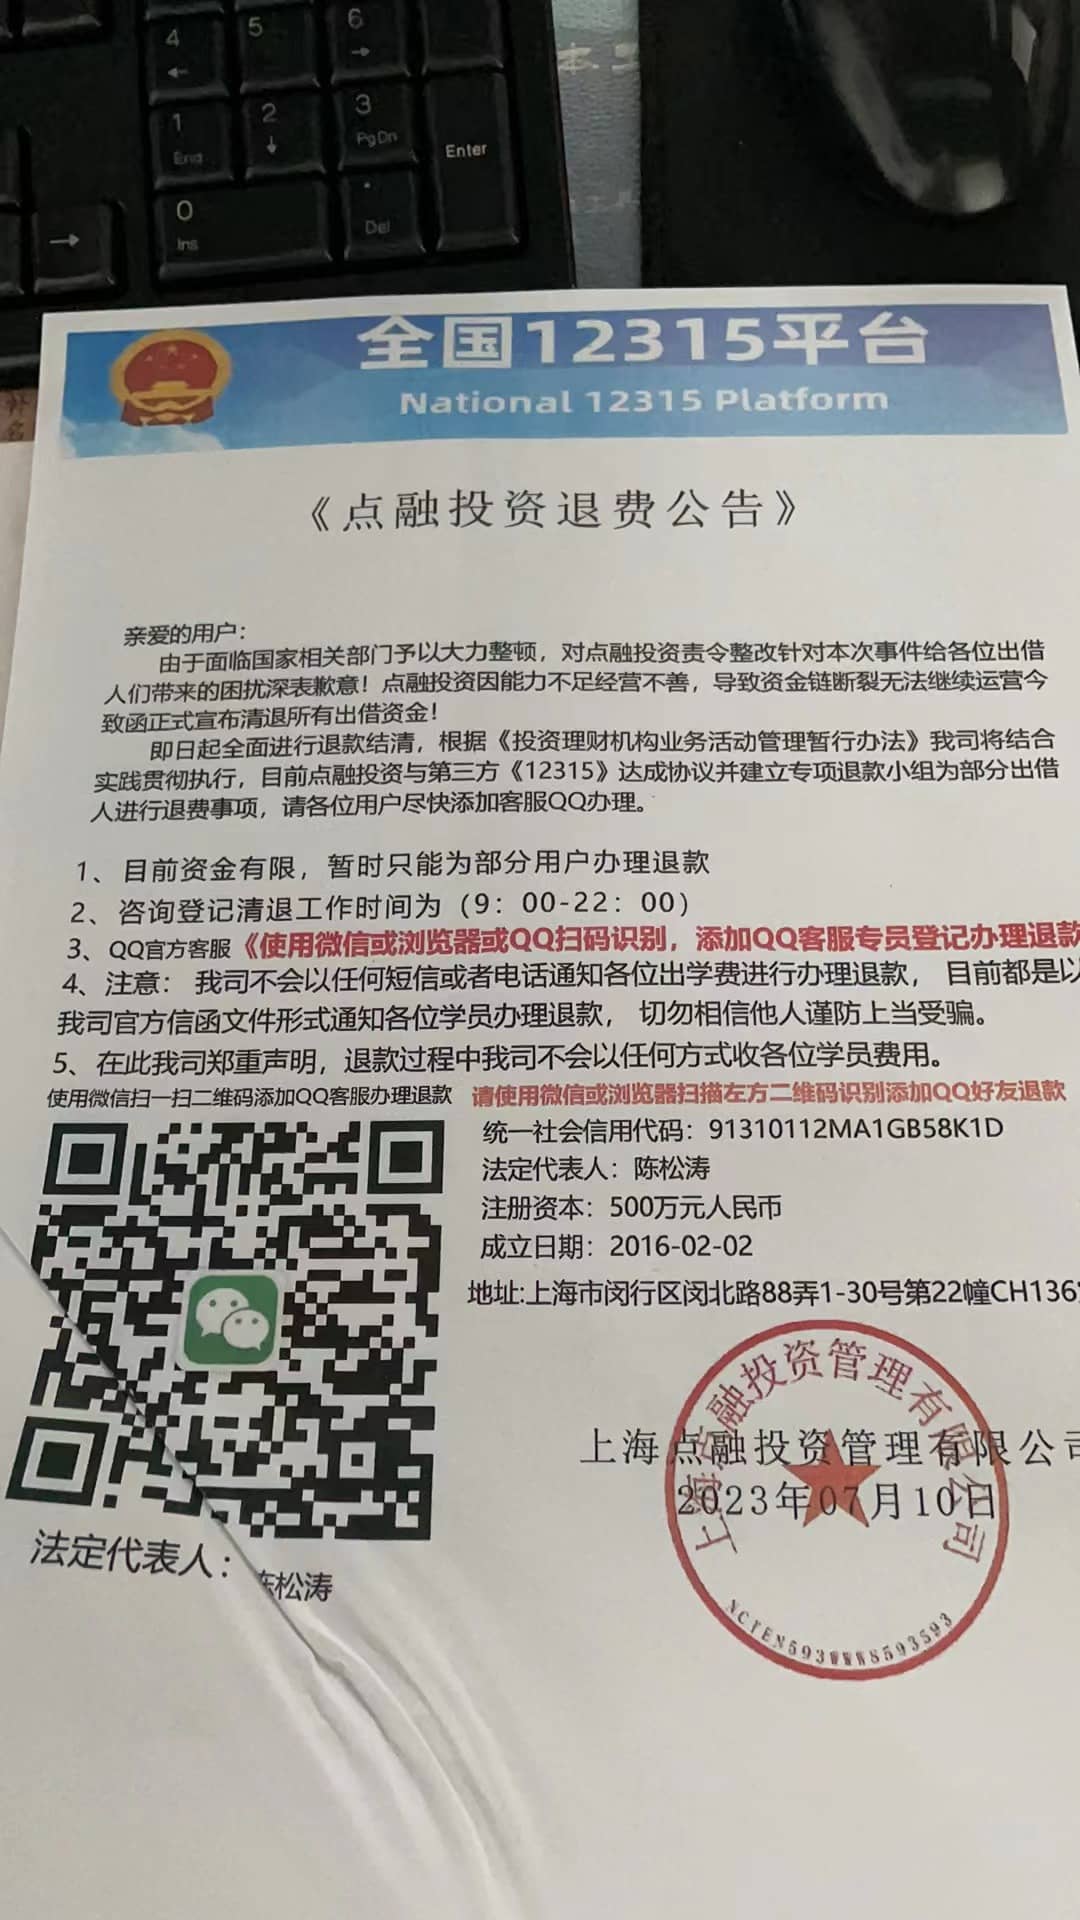 4
5
6
1
End
2
3
PgDn
Enter
0
Ins
.
Del
全国12315平台
National 12315 Platform
《点融投资退费公告》
亲爱的用户：
由于面临国家相关部门予以大力整顿，对点融投资责令整改针对本次事件给各位出借
人们带来的困扰深表歉意！点融投资因能力不足经营不善，导致资金链断裂无法继续运营今
致函正式宣布清退所有出借资金！
即日起全面进行退款结清，根据《投资理财机构业务活动管理暂行办法》我司将结合
实践贯彻执行，目前点融投资与第三方《12315》达成协议并建立专项退款小组为部分出借
人进行退费事项，请各位用户尽快添加客服QQ办理。
1、目前资金有限，暂时只能为部分用户办理退款
2、咨询登记清退工作时间为（9：00-22：00）
3、QQ官方客服《使用微信或浏览器或QQ扫码识别，添加QQ客服专员登记办理退款
4、注意：我司不会以任何短信或者电话通知各位出学费进行办理退款，目前都是以
我司官方信函文件形式通知各位学员办理退款，切勿相信他人谨防上当受骗。
5、在此我司郑重声明，退款过程中我司不会以任何方式收各位学员费用。
使用微信扫一扫二维码添加QQ客服办理退款
请使用微信或浏览器扫描左方二维码识别添加QQ好友退款
统一社会信用代码：91310112MA1GB58K1D
法定代表人：陈松涛
注册资本：500万元人民币
成立日期：2016-02-02
地址:上海市闵行区闵北路88弄1-30号第22幢CH136
上海点融投资管理有限公司
2023年07月10日
上海点融投资管理有限公司
NCTEN593WWW8593593
法定代表人：陈松涛